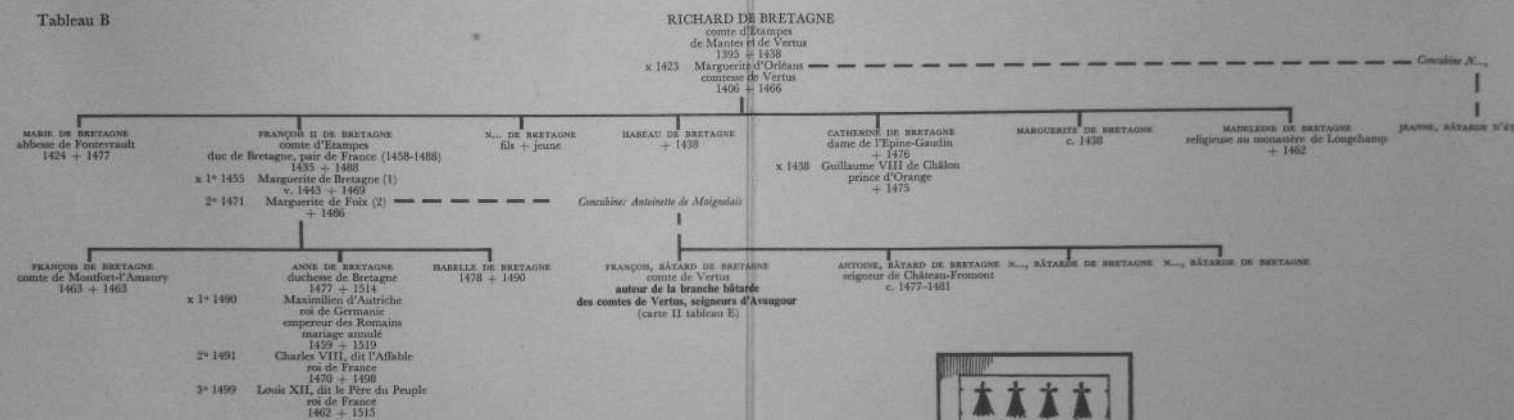 Tableau B
RICHARD DE BRETAGNE
comte d'Etampes
de Mantes et de Vertus
1395 + 1438
x 1423 Marguerite d'Orléans
comtesse de Vertus
1406 + 1466
Concubine N...,
MARIE DE BRETAGNE
abbesse de Fontevrault
1424 + 1477
FRANÇOIS II DE BRETAGNE
comte d'Etampes
duc de Bretagne, pair de France (1458-1488)
1435 + 1488
x 1º 1455 Marguerite de Bretagne (1)
v. 1443 + 1469
2º 1471 Marguerite de Foix (2)
+ 1486
N... DE BRETAGNE
fils + jeune
ISABEAU DE BRETAGNE
+ 1438
CATHERINE DE BRETAGNE
dame de l'Epine-Gaudin
+ 1476
x 1438 Guillaume VIII de Châlon
prince d'Orange
+ 1475
MARGUERITE DE BRETAGNE
c. 1438
MADELEINE DE BRETAGNE
religieuse au monastère de Longchamp
+ 1462
JEANNE, BÂTARDE D'ÉT
Concubine: Antoinette de Maignelais
FRANÇOIS DE BRETAGNE
comte de Montfort-l'Amaury
1463 + 1463
ANNE DE BRETAGNE
duchesse de Bretagne
1477 + 1514
x 1º 1490 Maximilien d'Autriche
roi de Germanie
empereur des Romains
mariage annulé
1459 + 1519
2º 1491 Charles VIII, dit l'Affable
roi de France
1470 + 1498
3º 1499 Louis XII, dit le Père du Peuple
roi de France
1462 + 1515
ISABELLE DE BRETAGNE
1478 + 1490
FRANÇOIS, BÂTARD DE BRETAGNE
comte de Vertus
auteur de la branche bâtarde
des comtes de Vertus, seigneurs d'Avaugour
(carte II tableau E)
ANTOINE, BÂTARD DE BRETAGNE
seigneur de Château-Fromont
c. 1477-1481
N..., BÂTARDE DE BRETAGNE
N..., BÂTARDE DE BRETAGNE